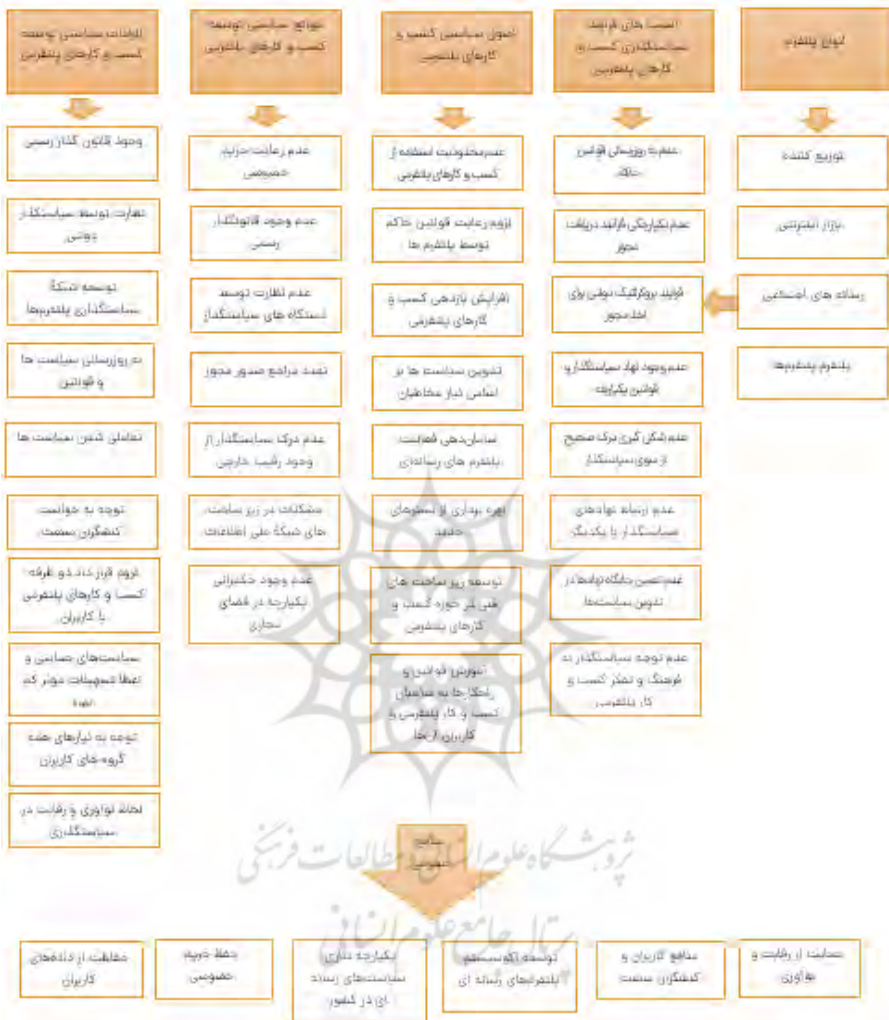 انواع پلتفرم
توزیع کننده
بازار اینترنتی
رسانه های اجتماعی
پلتفرم پلتفرم‌ها
آسیب های فرایند
سیاستگذاری کسب و
کارهای پلتفرمی
عدم به روزرسانی قوانین
حاکم
عدم یکپارچگی فرایند دریافت
مجوز
فرایند بروکراتیک دولتی برای
اخذ مجوز
عدم وجود نهاد سیاستگذار و
قوانین یکپارچه
عدم شکل گیری درک صحیح
از سوی سیاستگذار
عدم ارتباط نهادهای
سیاستگذار با یکدیگر
عدم تعیین جایگاه نهادها در
تدوین سیاست‌ها
عدم توجه سیاستگذار به
فرهنگ و تفکر کسب و
کار پلتفرمی
اصول سیاستی کسب و
کارهای پلتفرمی
عدم محدودیت استفاده از
کسب و کارهای پلتفرمی
لزوم رعایت قوانین حاکم
توسط پلتفرم ها
افزایش بازدهی کسب و
کارهای پلتفرمی
تدوین سیاست ها بر
اساس نیاز مخاطبان
ساماندهی فعالیت
پلتفرم های رسانه‌ای
بهره برداری از بسترهای
جدید
توسعه زیر ساخت های
فنی در حوزه کسب و
کارهای پلتفرمی
آموزش قوانین و
راهکارها به صاحبان
کسب و کار پلتفرمی و
کاربران آن‌ها
موانع سیاستی توسعه
کسب و کارهای پلتفرمی
عدم رعایت حریم
خصوصی
عدم وجود قانونگذار
رسمی
عدم نظارت توسط
دستگاه های سیاستگذار
تعدد مراجع صدور مجوز
عدم درک سیاستگذار از
وجود رقیب خارجی
مشکلات در زیر ساخت
های شبکهٔ ملی اطلاعات
عدم وجود حکمرانی
یکپارچه در فضای
مجازی
الزامات سیاستی توسعه
کسب و کارهای پلتفرمی
وجود قانون گذار رسمی
نظارت توسط سیاستگذار
دولتی
توسعه شبکهٔ
سیاستگذاری پلتفرم‌ها
به روزرسانی سیاست ها
و قوانین
تعاملی شدن سیاست ها
توجه به خواست
کنشگران صنعت
لزوم قرار داد دو طرفه
کسب و کارهای پلتفرمی
با کاربران
سیاست‌های حمایتی و
اعطا تسهیلات موثر کم
بهره
توجه به نیازهای همه
گروه‌های کاربران
لحاظ نوآوری و رقابت در
سیاستگذاری
پژوهشگاه علوم انسانی و مطالعات فرهنگی
پرتال جامع علوم انسانی
حمایت از رقابت و
نوآوری
منافع کاربران و
کنشگران صنعت
توسعه اکوسیستم
پلتفرم‌های رسانه ای
یکپارچه سازی
سیاست‌های رسانه
ای در کشور
حفظ حریم
خصوصی
حفاظت از داده‌های
کاربران